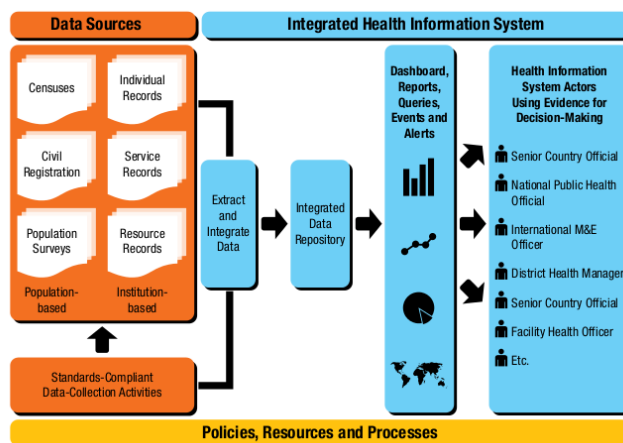 Data Sources
Integrated Health Information System
Censuses
Individual
Records
Civil
Registration
Service
Records
Population
Surveys
Resource
Records
Population-
based
Institution-
based
Standards-Compliant
Data-Collection Activities
Extract and
Integrate
Data
Integrated
Data
Repository
Dashboard,
Reports,
Queries,
Events and
Alerts
Health Information
System Actors
Using Evidence for
Decision-Making
Senior Country Official
National Public Health
Official
International M&E
Officer
District Health Manager
Senior Country Official
Facility Health Officer
Etc.
Policies, Resources and Processes